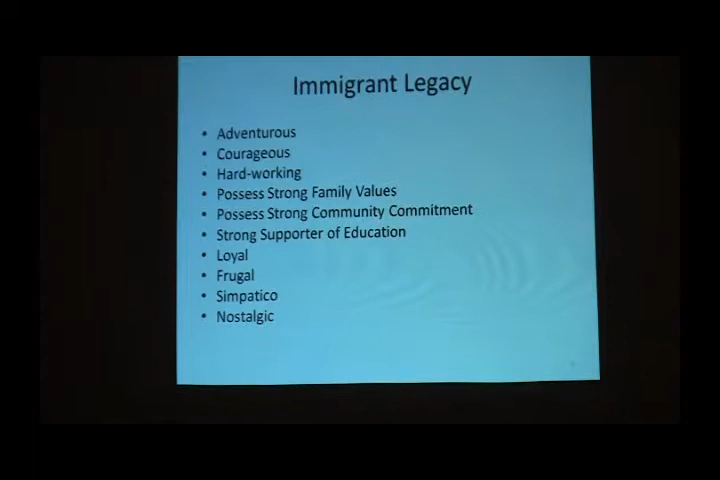 Immigrant Legacy
• Adventurous
• Courageous
• Hard-working
• Possess Strong Family Values
• Possess Strong Community Commitment
• Strong Supporter of Education
• Loyal
• Frugal
• Simpatico
• Nostalgic